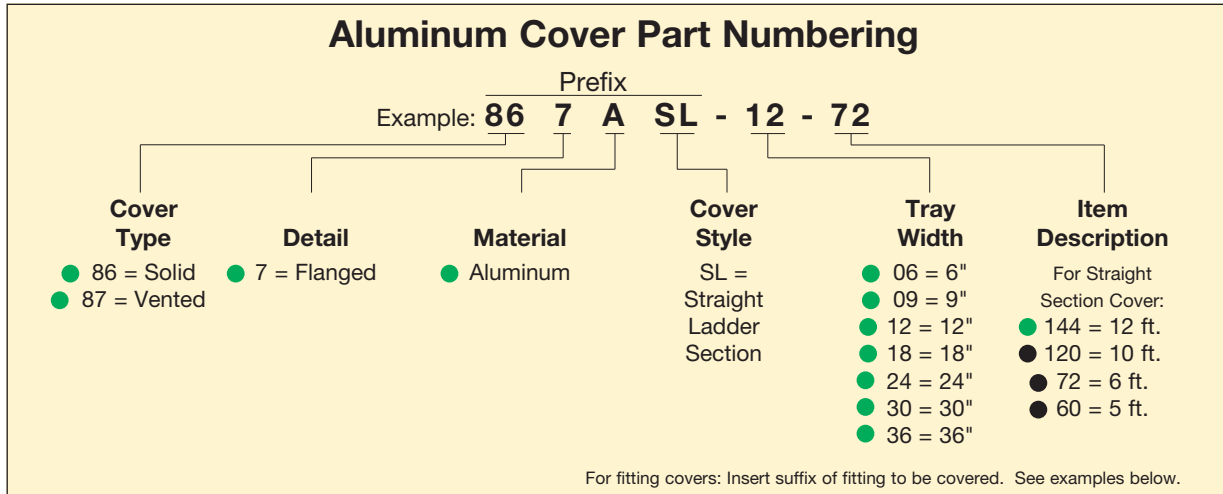 Aluminum Cover Part Numbering
Prefix
Example: 86 7 A SL - 12 - 72
Cover
Type
86 = Solid
87 = Vented
Detail
7 = Flanged
Material
Aluminum
Cover
Style
SL =
Straight
Ladder
Section
Tray
Width
06 = 6"
09 = 9"
12 = 12"
18 = 18"
24 = 24"
30 = 30"
36 = 36"
Item
Description
For Straight
Section Cover:
144 = 12 ft.
120 = 10 ft.
72 = 6 ft.
60 = 5 ft.
For fitting covers: Insert suffix of fitting to be covered. See examples below.